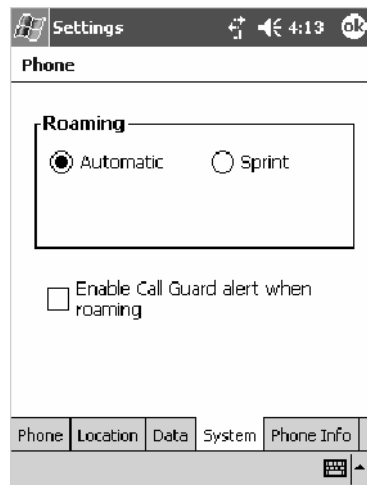 Settings 4:13 ok
Phone
Roaming
Automatic Sprint
Enable Call Guard alert when
roaming
Phone Location Data System Phone Info